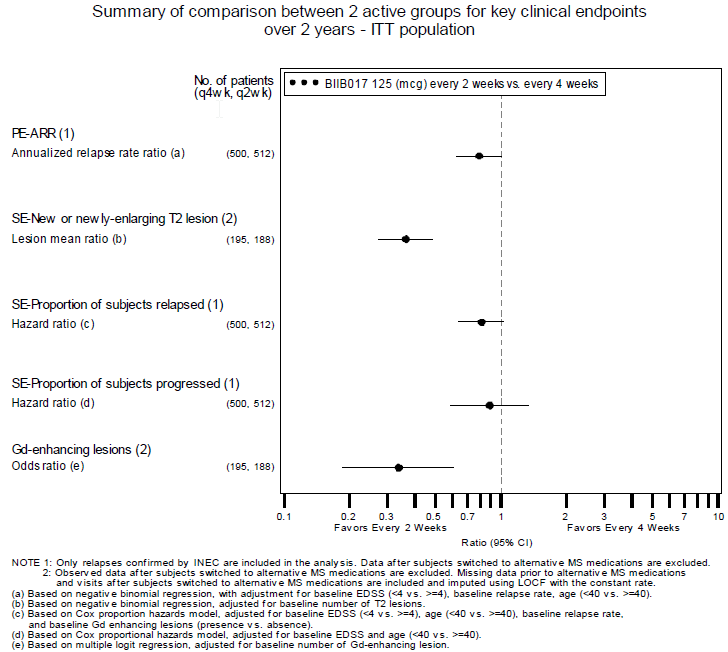 Summary of comparison between 2 active groups for key clinical endpoints
over 2 years - ITT population
No. of patients
(q4wk, q2wk)
BIIB017 125 (mcg) every 2 weeks vs. every 4 weeks
PE-ARR (1)
Annualized relapse rate ratio (a) (500, 512)
SE-New or newly-enlarging T2 lesion (2)
Lesion mean ratio (b) (195, 188)
SE-Proportion of subjects relapsed (1)
Hazard ratio (c) (500, 512)
SE-Proportion of subjects progressed (1)
Hazard ratio (d) (500, 512)
Gd-enhancing lesions (2)
Odds ratio (e) (195, 188)
0.1 0.2 0.3 0.5 0.7 1 2 3 5 7 10
Favors Every 2 Weeks Favors Every 4 Weeks
Ratio (95% CI)
NOTE 1: Only relapses confirmed by INEC are included in the analysis. Data after subjects switched to alternative MS medications are excluded.
2: Observed data after subjects switched to alternative MS medications are excluded. Missing data prior to alternative MS medications
and visits after subjects switched to alternative MS medications are included and imputed using LOCF with the constant rate.
(a) Based on negative binomial regression, with adjustment for baseline EDSS (<4 vs. >=4), baseline relapse rate, age (<40 vs. >=40).
(b) Based on negative binomial regression, adjusted for baseline number of T2 lesions.
(c) Based on Cox proportion hazards model, adjusted for baseline EDSS (<4 vs. >=4), age (<40 vs. >=40), baseline relapse rate,
and baseline Gd enhancing lesions (presence vs. absence).
(d) Based on Cox proportional hazards model, adjusted for baseline EDSS and age (<40 vs. >=40).
(e) Based on multiple logit regression, adjusted for baseline number of Gd-enhancing lesion.